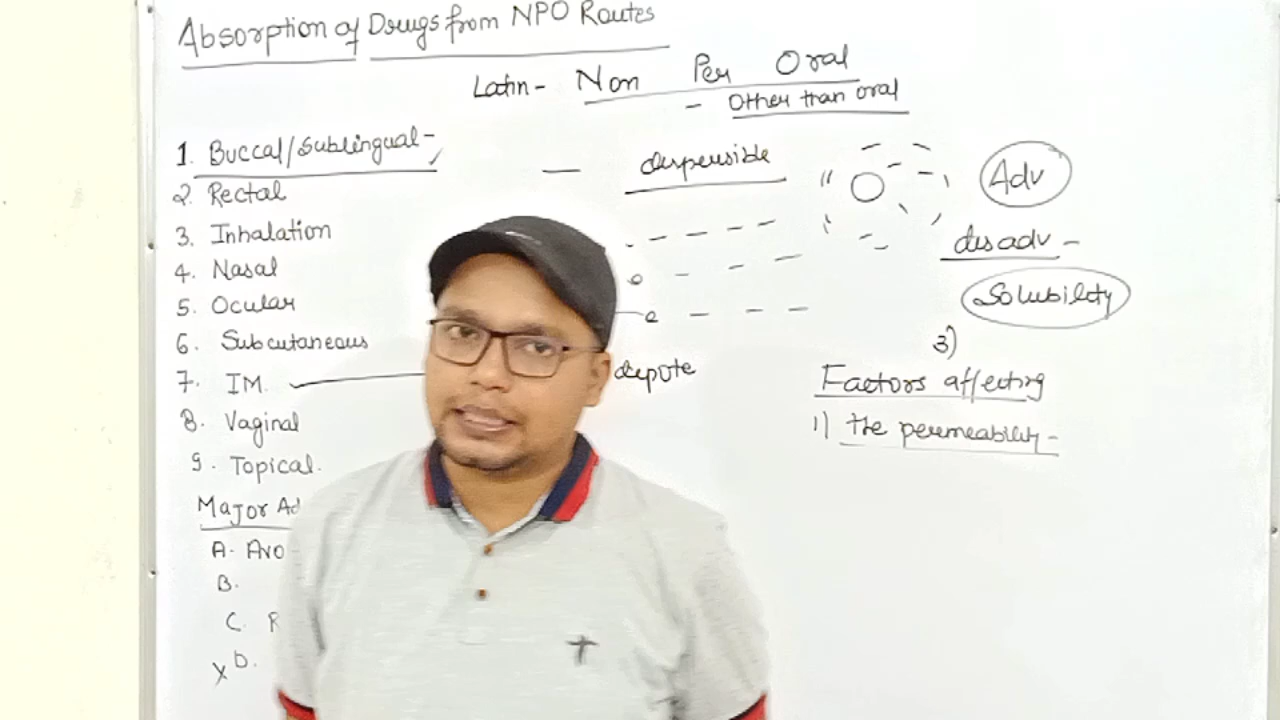 Absorption of Drugs from NPO Routes
Latin - Non Per Oral
- Other than oral
1. Buccal/Sublingual -
2. Rectal
3. Inhalation
4. Nasal
5. Ocular
6. Subcutaneous
7. IM
8. Vaginal
9. Topical.
Major Ad
A. Avo
B.
C. R
D.
dispensible
depote
Adv
disadv -
Solubility
3)
Factors affecting
1) the permeability -